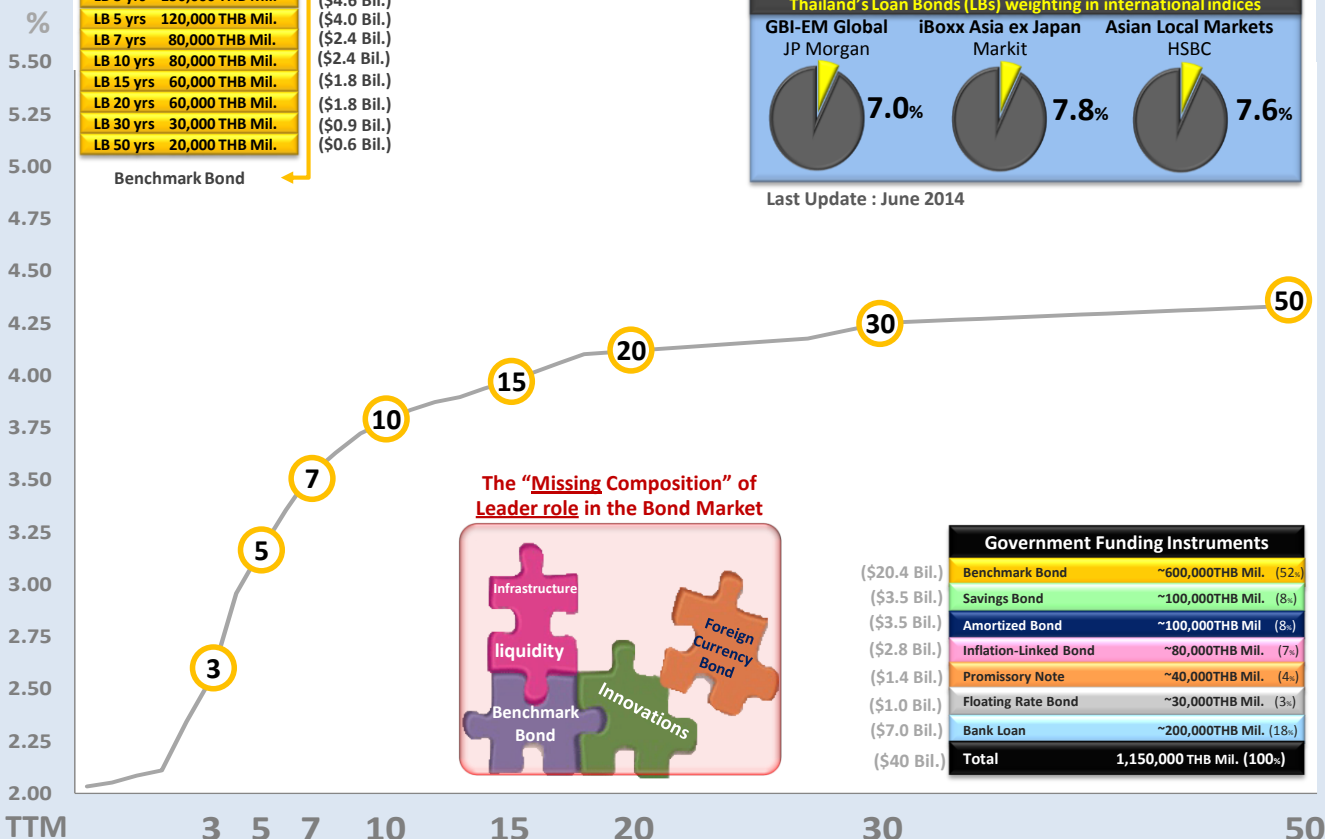 %
5.50
5.25
5.00
4.75
4.50
4.25
4.00
3.75
3.50
3.25
3.00
2.75
2.50
2.25
2.00
TTM 3 5 7 10 15 20 30 50
($4.6 Bil.)
LB 5 yrs 120,000 THB Mil. ($4.0 Bil.)
LB 7 yrs 80,000 THB Mil. ($2.4 Bil.)
LB 10 yrs 80,000 THB Mil. ($2.4 Bil.)
LB 15 yrs 60,000 THB Mil. ($1.8 Bil.)
LB 20 yrs 60,000 THB Mil. ($1.8 Bil.)
LB 30 yrs 30,000 THB Mil. ($0.9 Bil.)
LB 50 yrs 20,000 THB Mil. ($0.6 Bil.)
Benchmark Bond
Thailand's Loan Bonds (LBs) weighting in international indices
GBI-EM Global iBoxx Asia ex Japan Asian Local Markets
JP Morgan Markit HSBC
7.0% 7.8% 7.6%
Last Update : June 2014
3
5
7
10
15
20
30
50
The “Missing Composition” of
Leader role in the Bond Market
Infrastructure
liquidity
Benchmark
Bond
Innovations
Foreign
Currency
Bond
Government Funding Instruments
($20.4 Bil.) Benchmark Bond ~600,000THB Mil. (52%)
($3.5 Bil.) Savings Bond ~100,000THB Mil. (8%)
($3.5 Bil.) Amortized Bond ~100,000THB Mil (8%)
($2.8 Bil.) Inflation-Linked Bond ~80,000THB Mil. (7%)
($1.4 Bil.) Promissory Note ~40,000THB Mil. (4%)
($1.0 Bil.) Floating Rate Bond ~30,000THB Mil. (3%)
($7.0 Bil.) Bank Loan ~200,000THB Mil. (18%)
($40 Bil.) Total 1,150,000 THB Mil. (100%)